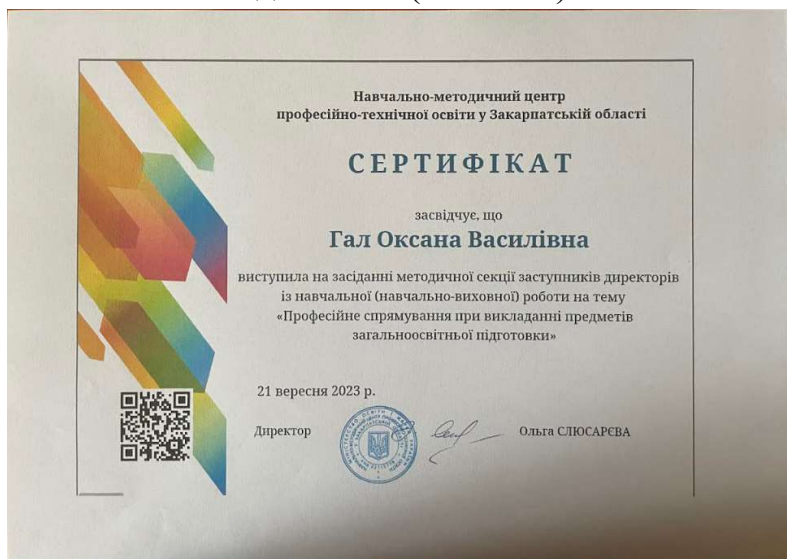 Навчально-методичний центр
професійно-технічної освіти у Закарпатській області
СЕРТИФІКАТ
засвідчує, що
Гал Оксана Василівна
виступила на засіданні методичної секції заступників директорів
із навчальної (навчально-виховної) роботи на тему
«Професійне спрямування при викладанні предметів
загальноосвітньої підготовки»
21 вересня 2023 р.
Директор
Ольга СЛЮСАРЄВА